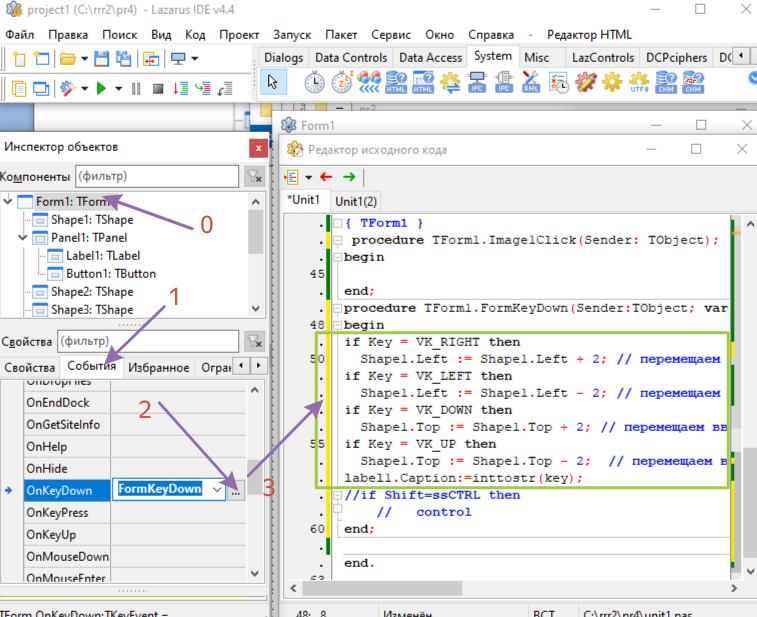 project1 (C:\rrr2\pr4) - Lazarus IDE v4.4
Файл Правка Поиск Вид Код Проект Запуск Пакет Сервис Окно Справка - Редактор HTML
Dialogs Data Controls Data Access System Misc LazControls DCPciphers DC
HTML HTML IPC IPC XML UTF8 CHM CHM
Form1
Инспектор объектов
Редактор исходного кода
Компоненты (фильтр)
*Unit1 Unit1(2)
Form1: TForm
0
Shape1: TShape
Panel1: TPanel
Label1: TLabel
Button1: TButton
Shape2: TShape
Shape3: TShape
1
Свойства (фильтр)
Свойства События Избранное Огран
OnDropFiles
OnEndDock
2
OnGetSiteInfo
OnHelp
OnHide
OnKeyDown FormKeyDown ...
3
OnKeyPress
OnKeyUp
OnMouseDown
OnMouseEnter
TForm.OnKeyDown:TKeyEvent =
{ TForm1 }
procedure TForm1.Image1Click(Sender: TObject);
begin
45
end;
procedure TForm1.FormKeyDown(Sender:TObject; var
48 begin
if Key = VK_RIGHT then
50 Shape1.Left := Shape1.Left + 2; // перемещаем
if Key = VK_LEFT then
Shape1.Left := Shape1.Left - 2; // перемещаем
if Key = VK_DOWN then
Shape1.Top := Shape1.Top + 2; // перемещаем вв
55 if Key = VK_UP then
Shape1.Top := Shape1.Top - 2; // перемещаем в
label1.Caption:=inttostr(key);
//if Shift=ssCTRL then
// control
60 end;
end.
63
48: 8 Изменён ВСТ C:\rrr2\pr4\unit1.pas